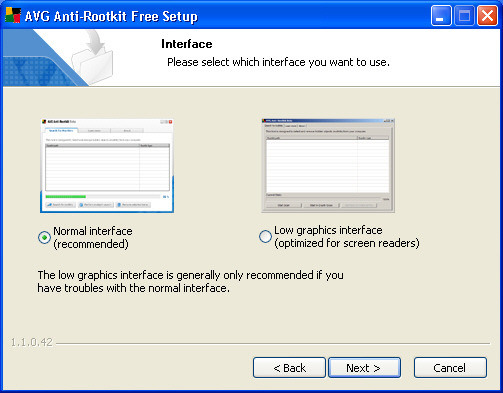 AVG Anti-Rootkit Free Setup
Interface
Please select which interface you want to use.
Normal interface
(recommended)
Low graphics interface
(optimized for screen readers)
The low graphics interface is generally only recommended if you
have troubles with the normal interface.
1.1.0.42
< Back
Next >
Cancel